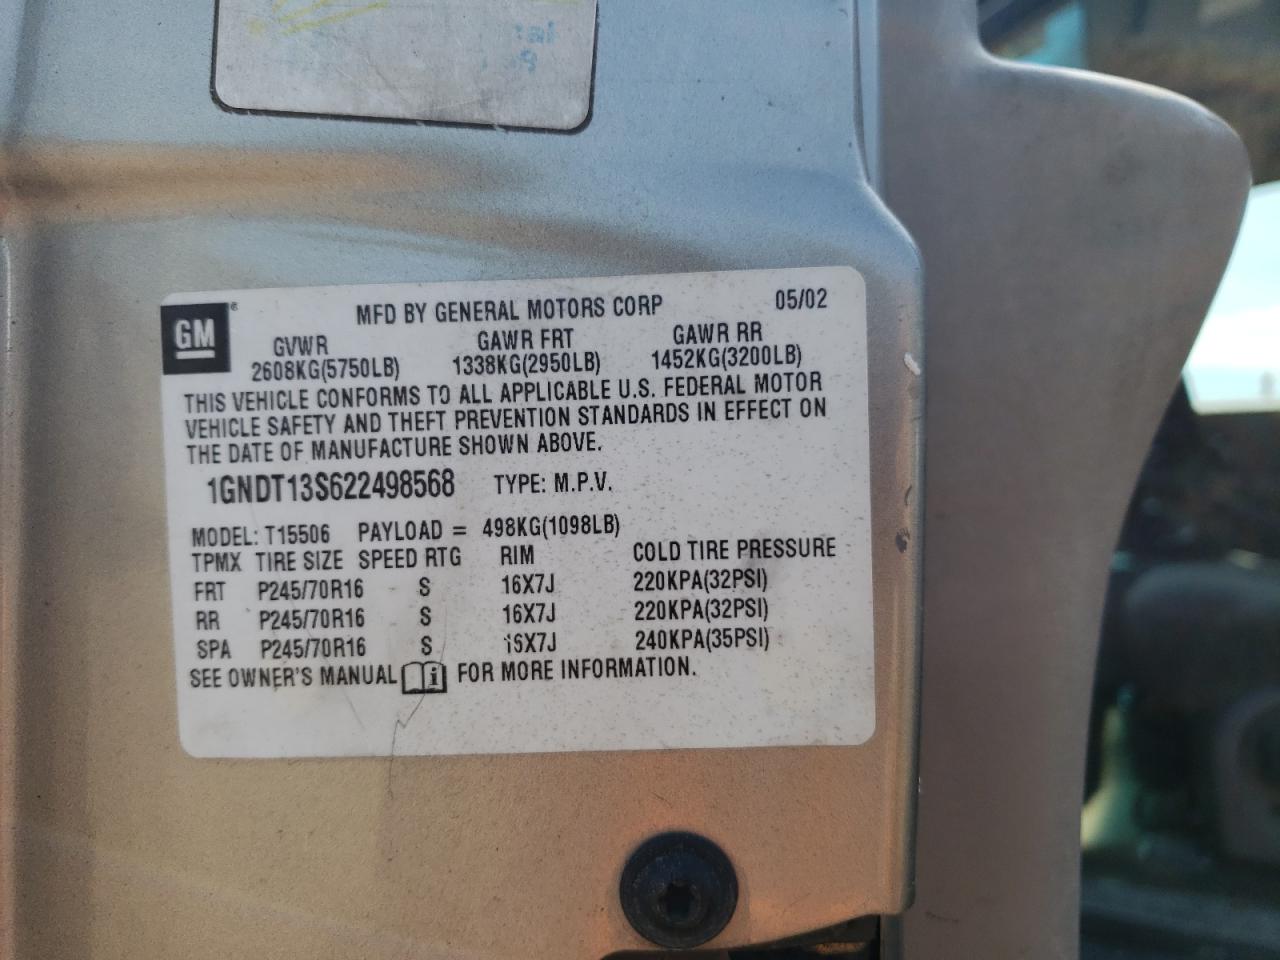 GM
MFD BY GENERAL MOTORS CORP 05/02
GVWR GAWR FRT GAWR RR
2608KG(5750LB) 1338KG(2950LB) 1452KG(3200LB)
THIS VEHICLE CONFORMS TO ALL APPLICABLE U.S. FEDERAL MOTOR
VEHICLE SAFETY AND THEFT PREVENTION STANDARDS IN EFFECT ON
THE DATE OF MANUFACTURE SHOWN ABOVE.
1GNDT13S622498568 TYPE: M.P.V.
MODEL: T15506 PAYLOAD = 498KG(1098LB)
TPMX TIRE SIZE SPEED RTG RIM COLD TIRE PRESSURE
FRT P245/70R16 S 16X7J 220KPA(32PSI)
RR P245/70R16 S 16X7J 220KPA(32PSI)
SPA P245/70R16 S 16X7J 240KPA(35PSI)
SEE OWNER'S MANUAL i FOR MORE INFORMATION.